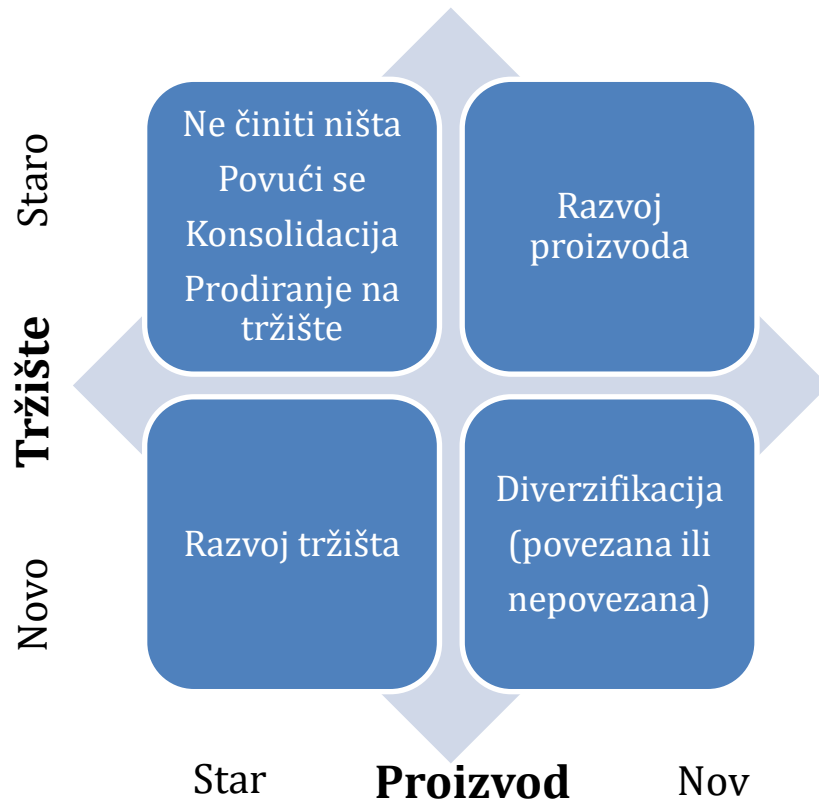 Staro
Ne činiti ništa
Povući se
Konsolidacija
Prodiranje na
tržište
Razvoj
proizvoda
Tržište
Novo
Razvoj tržišta
Diverzifikacija
(povezana ili
nepovezana)
Star
Proizvod
Nov